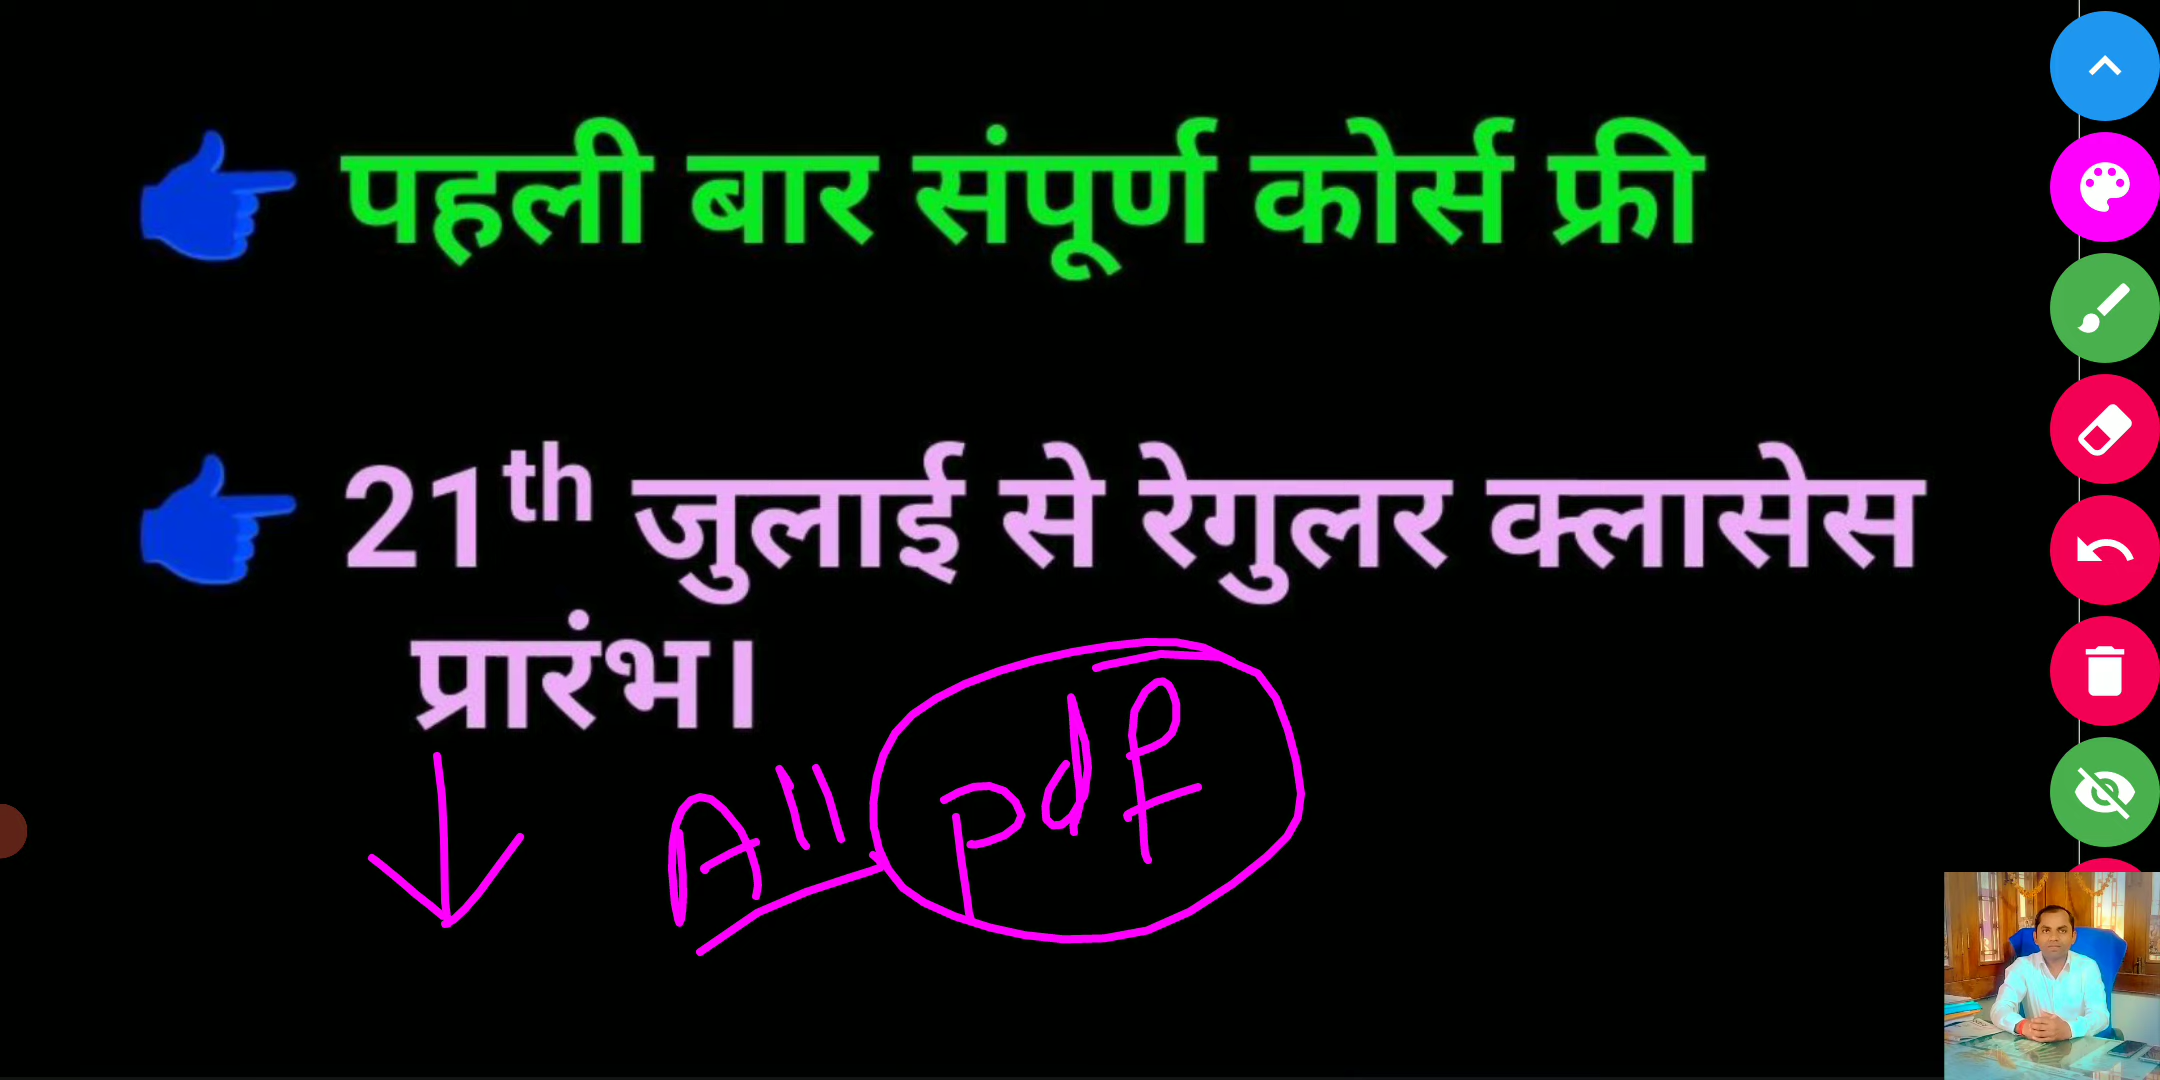 👉 पहली बार संपूर्ण कोर्स फ्री
👉 21th जुलाई से रेगुलर क्लासेस
प्रारंभ।
All pdf